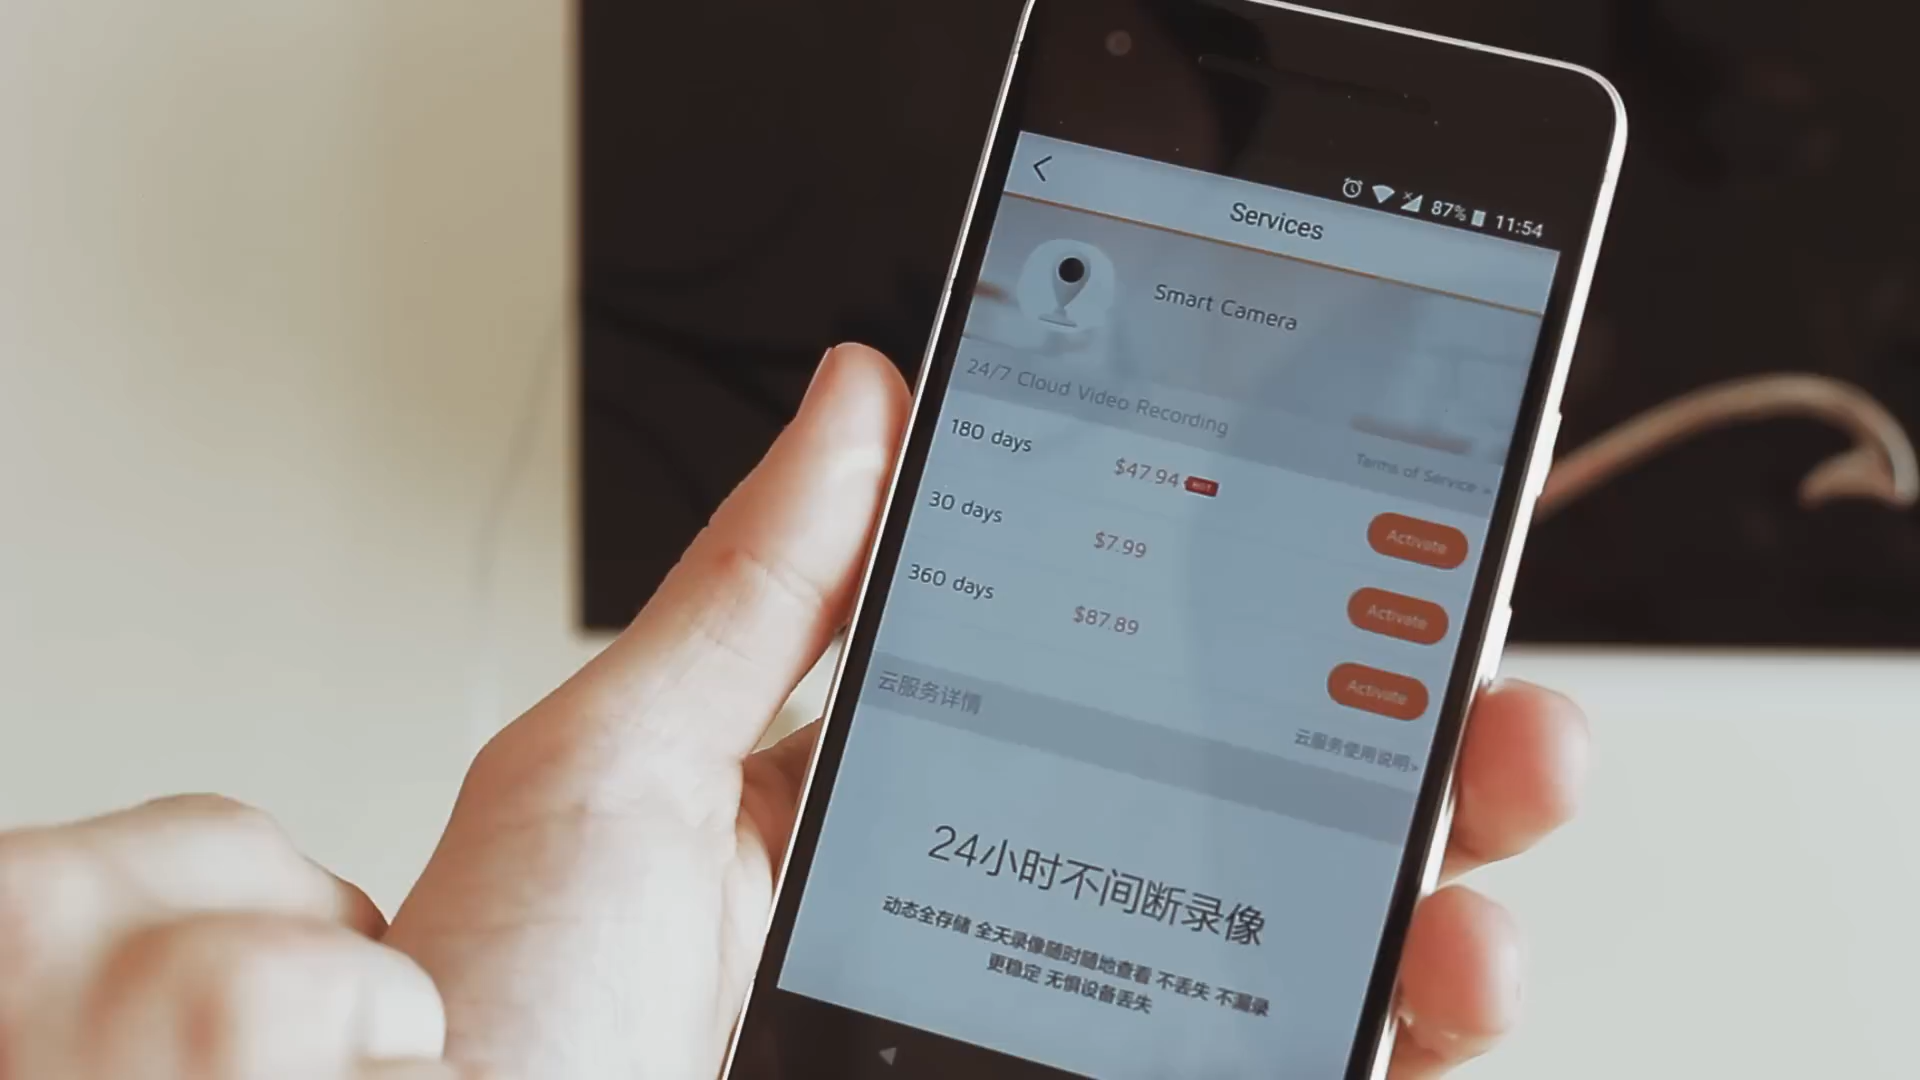 87% 11:54
Services
Smart Camera
24/7 Cloud Video Recording
Terms of Service >
180 days $47.94 HOT Activate
30 days $7.99 Activate
360 days $87.89 Activate
云服务详情
云服务使用说明>
24小时不间断录像
动态全存储 全天录像随时随地查看 不丢失 不漏录
更稳定 无惧设备丢失